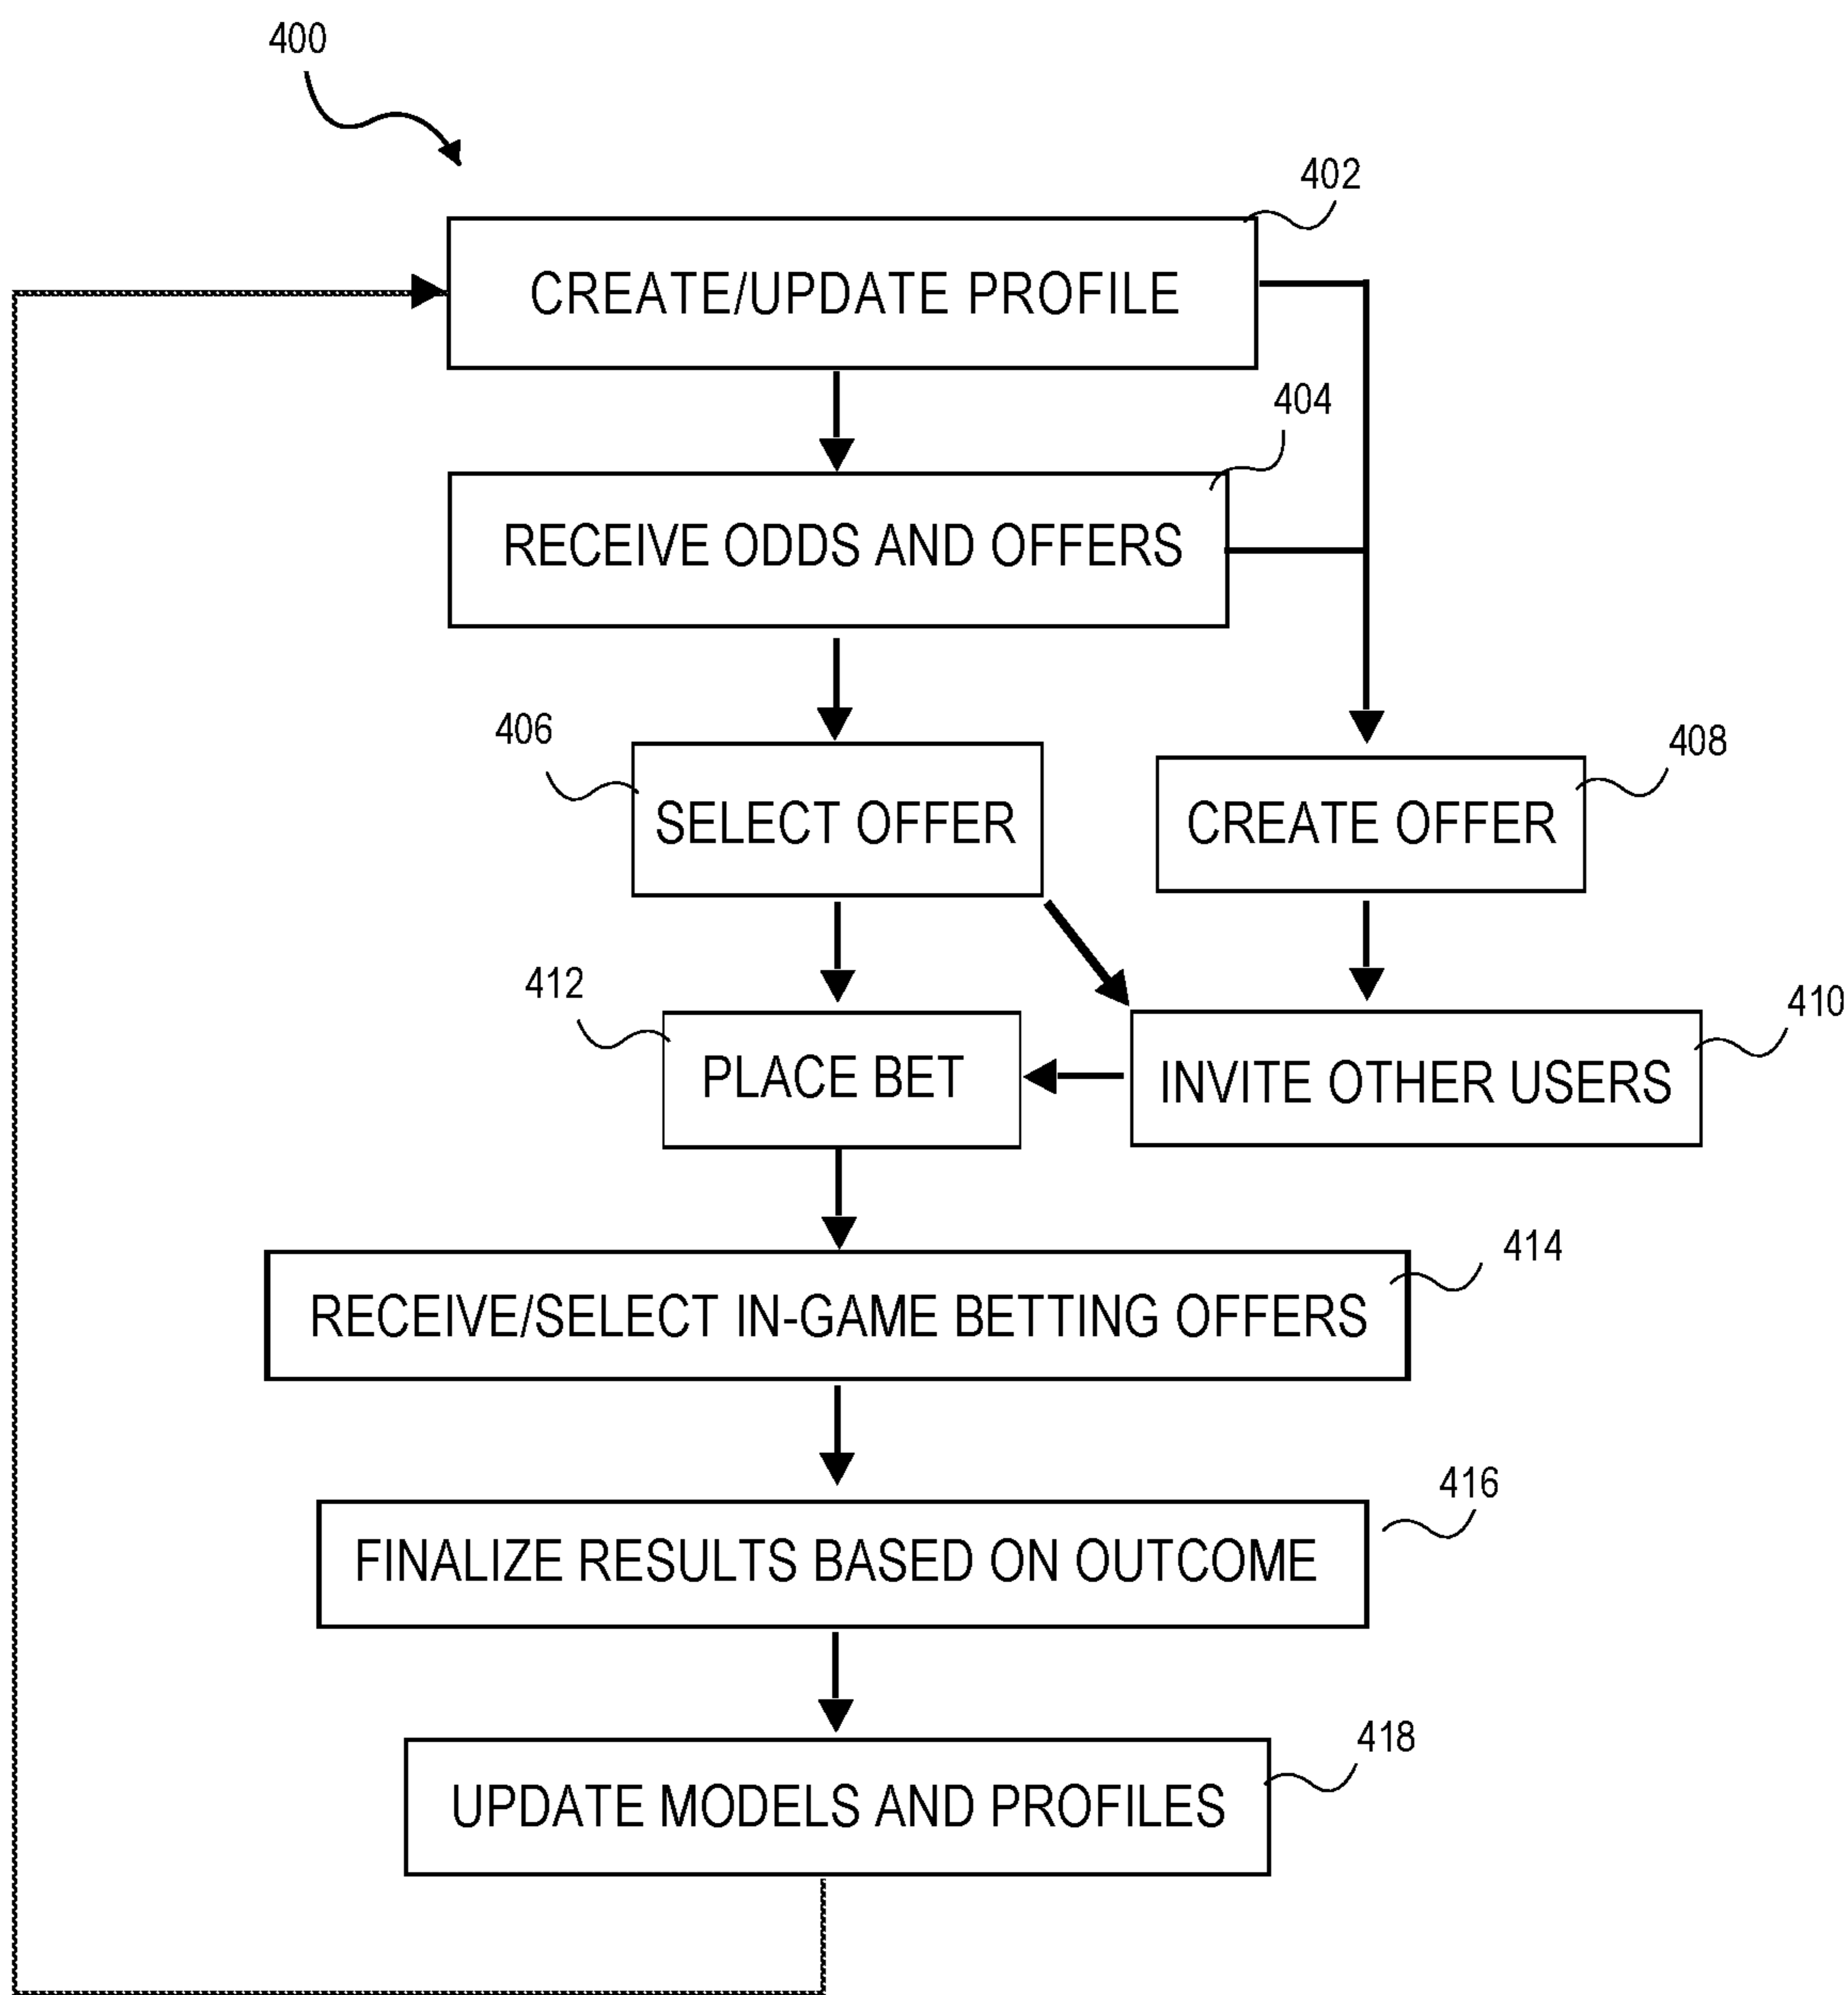 400
402
CREATE/UPDATE PROFILE
404
RECEIVE ODDS AND OFFERS
406
SELECT OFFER
408
CREATE OFFER
412
PLACE BET
410
INVITE OTHER USERS
414
RECEIVE/SELECT IN-GAME BETTING OFFERS
416
FINALIZE RESULTS BASED ON OUTCOME
418
UPDATE MODELS AND PROFILES